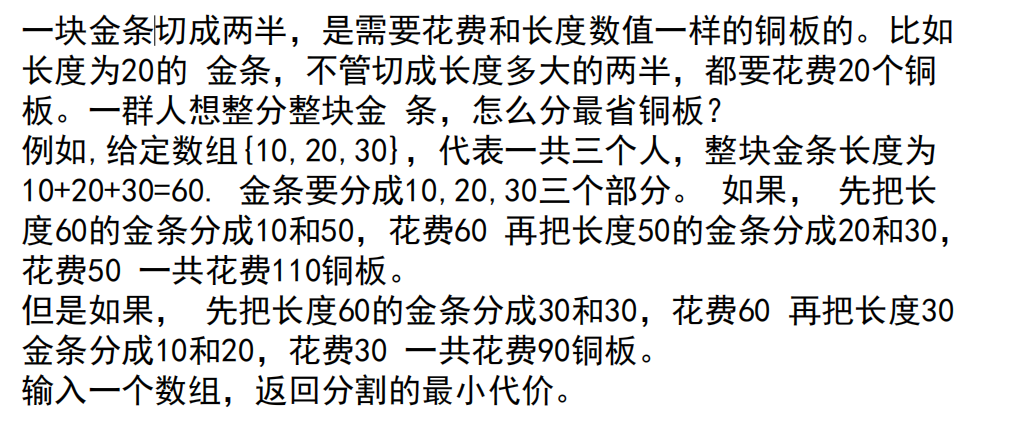 一块金条切成两半，是需要花费和长度数值一样的铜板的。比如
长度为20的 金条，不管切成长度多大的两半，都要花费20个铜
板。一群人想整分整块金 条，怎么分最省铜板？
例如,给定数组{10,20,30}，代表一共三个人，整块金条长度为
10+20+30=60. 金条要分成10,20,30三个部分。 如果， 先把长
度60的金条分成10和50，花费60 再把长度50的金条分成20和30，
花费50 一共花费110铜板。
但是如果， 先把长度60的金条分成30和30，花费60 再把长度30
金条分成10和20，花费30 一共花费90铜板。
输入一个数组，返回分割的最小代价。